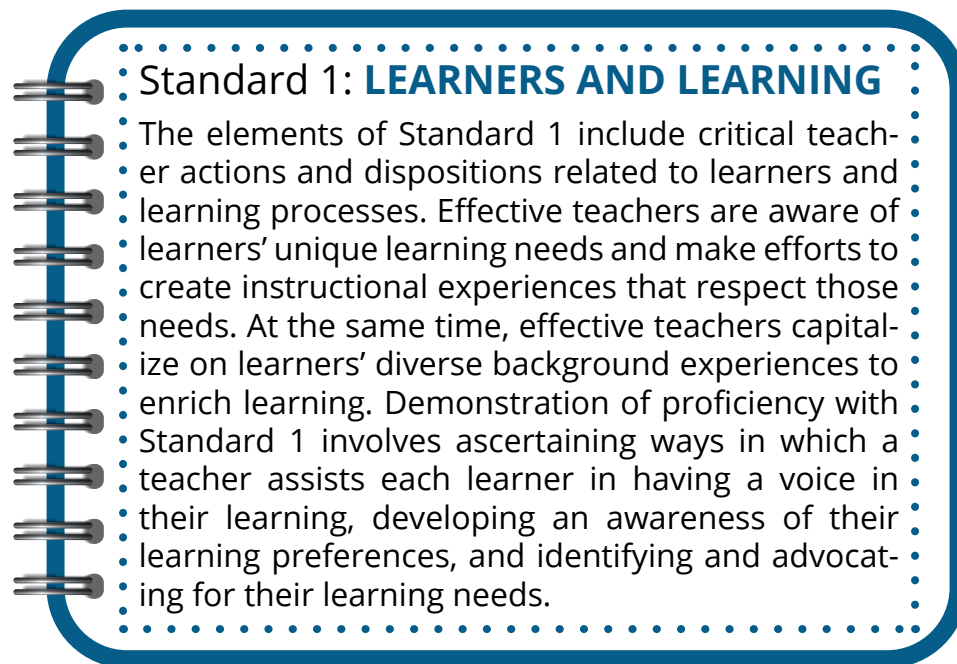 Standard 1: LEARNERS AND LEARNING
The elements of Standard 1 include critical teach-
er actions and dispositions related to learners and
learning processes. Effective teachers are aware of
learners’ unique learning needs and make efforts to
create instructional experiences that respect those
needs. At the same time, effective teachers capital-
ize on learners’ diverse background experiences to
enrich learning. Demonstration of proficiency with
Standard 1 involves ascertaining ways in which a
teacher assists each learner in having a voice in
their learning, developing an awareness of their
learning preferences, and identifying and advocat-
ing for their learning needs.